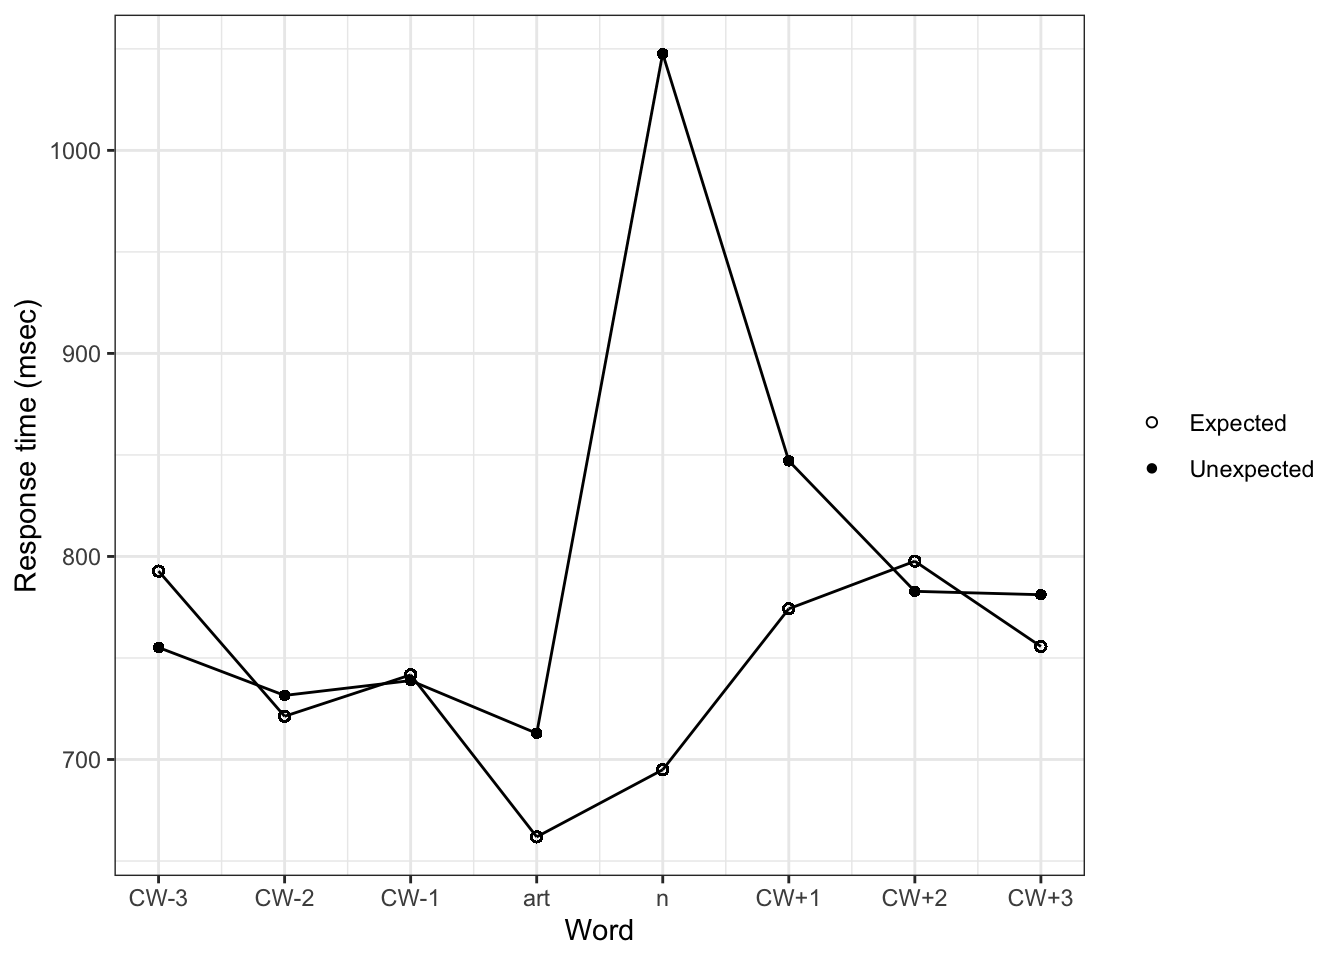 Response time (msec)
1000
900
800
700
CW-3 CW-2 CW-1 art n CW+1 CW+2 CW+3
Word
Expected
Unexpected